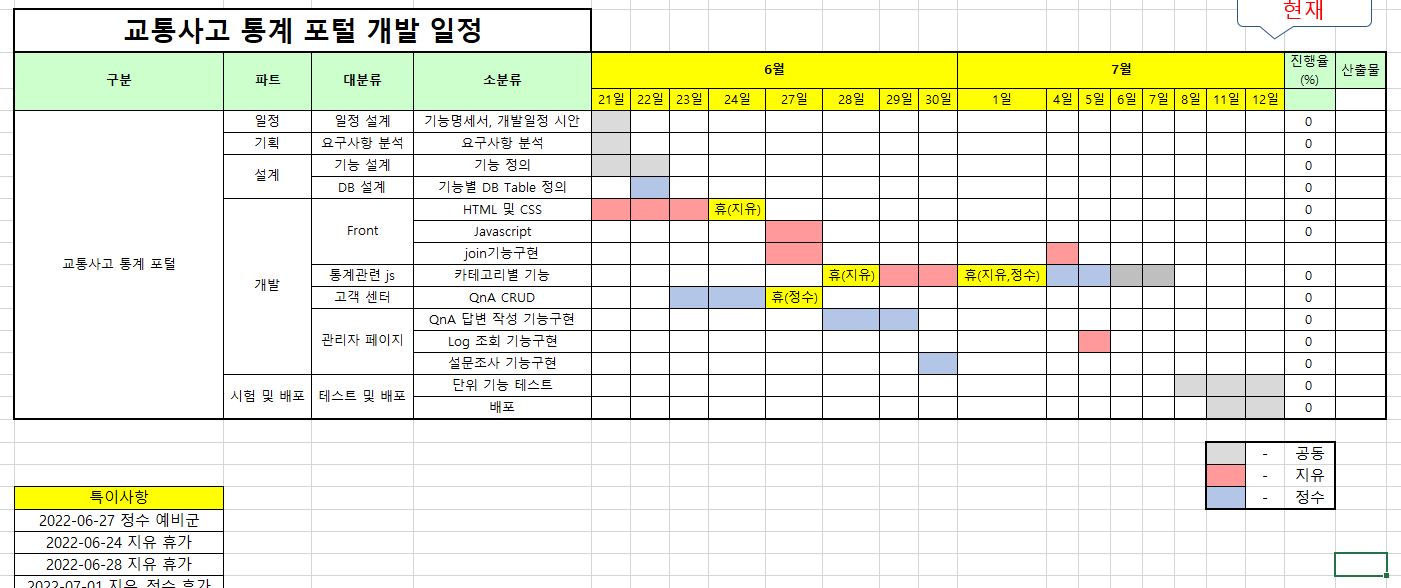 현재
교통사고 통계 포털 개발 일정
구분 파트 대분류 소분류 6월 7월 진행율 (%) 산출물
21일 22일 23일 24일 27일 28일 29일 30일 1일 4일 5일 6일 7일 8일 11일 12일
교통사고 통계 포털
일정 일정 설계 기능명세서, 개발일정 시안 0
기획 요구사항 분석 요구사항 분석 0
설계 기능 설계 기능 정의 0
DB 설계 기능별 DB Table 정의 0
개발 Front HTML 및 CSS 휴(지유) 0
Javascript 0
join기능구현
통계관련 js 카테고리별 기능 휴(지유) 휴(지유,정수) 0
고객 센터 QnA CRUD 휴(정수) 0
관리자 페이지 QnA 답변 작성 기능구현 0
Log 조회 기능구현 0
설문조사 기능구현 0
시험 및 배포 테스트 및 배포 단위 기능 테스트 0
배포 0
- 공동
- 지유
- 정수
특이사항
2022-06-27 정수 예비군
2022-06-24 지유 휴가
2022-06-28 지유 휴가
2022-07-01 지유, 정수 휴가